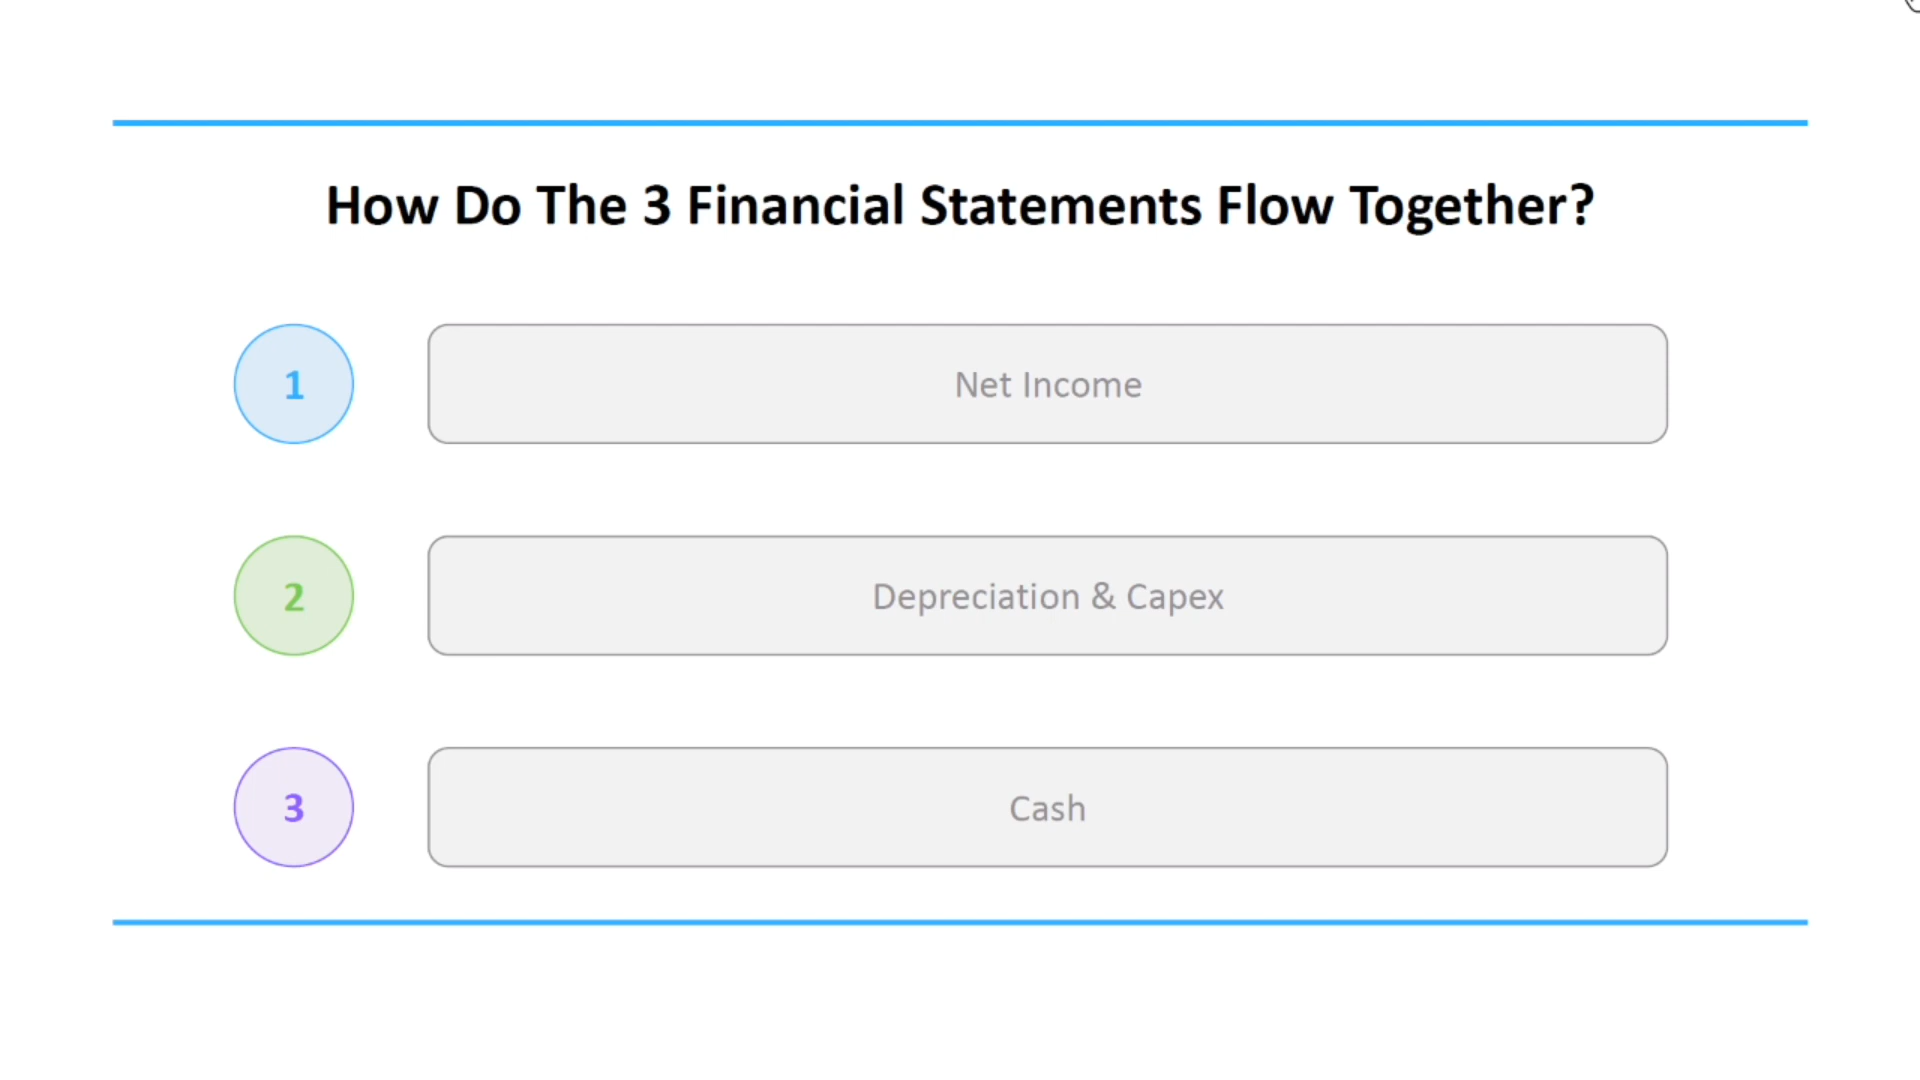 How Do The 3 Financial Statements Flow Together?
1
Net Income
2
Depreciation & Capex
3
Cash